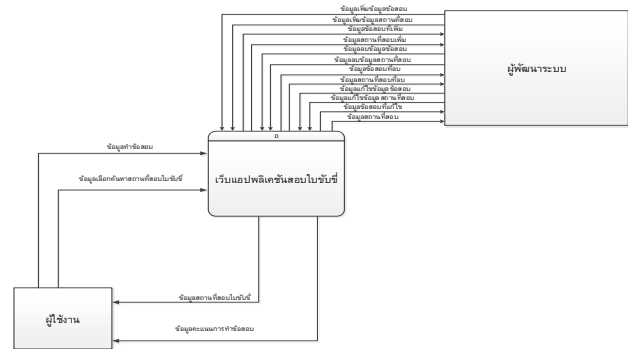 ข้อมูลเพิ่มข้อมูลข้อสอบ
ข้อมูลเพิ่มข้อมูลสถานที่สอบ
ข้อมูลข้อสอบที่เพิ่ม
ข้อมูลสถานที่สอบเพิ่ม
ข้อมูลลบข้อมูลข้อสอบ
ข้อมูลลบข้อมูลสถานที่สอบ
ข้อมูลข้อสอบที่ลบ
ข้อมูลสถานที่สอบที่ลบ
ข้อมูลแก้ไขข้อมูลข้อสอบ
ข้อมูลแก้ไขข้อมูลสถานที่สอบ
ข้อมูลข้อสอบที่แก้ไข
ข้อมูลสถานที่สอบ
ผู้พัฒนาระบบ
0
เว็บแอปพลิเคชันสอบใบขับขี่
ข้อมูลทำข้อสอบ
ข้อมูลเลือกค้นหาสถานที่สอบใบขับขี่
ข้อมูลสถานที่สอบใบขับขี่
ผู้ใช้งาน
ข้อมูลคะแนนการทำข้อสอบ